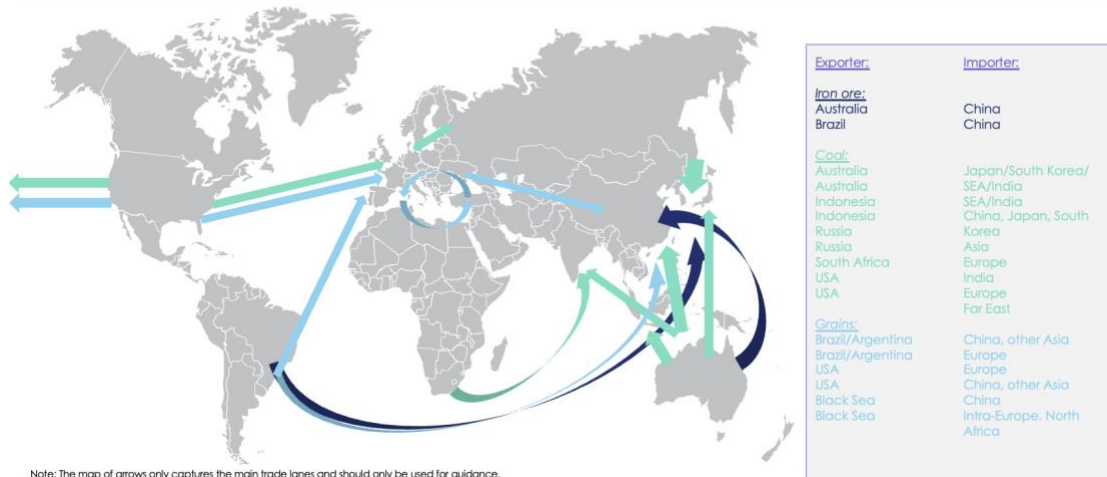 Exporter: Importer:
Iron ore:
Australia China
Brazil China
Coal:
Australia Japan/South Korea/
Australia SEA/India
Indonesia SEA/India
Indonesia China, Japan, South
Russia Korea
Russia Asia
South Africa Europe
USA India
USA Europe
Far East
Grains:
Brazil/Argentina China, other Asia
Brazil/Argentina Europe
USA Europe
USA China, other Asia
Black Sea China
Black Sea Intra-Europe, North
Africa
Note: The map of arrows only captures the main trade lanes and should only be used for guidance.